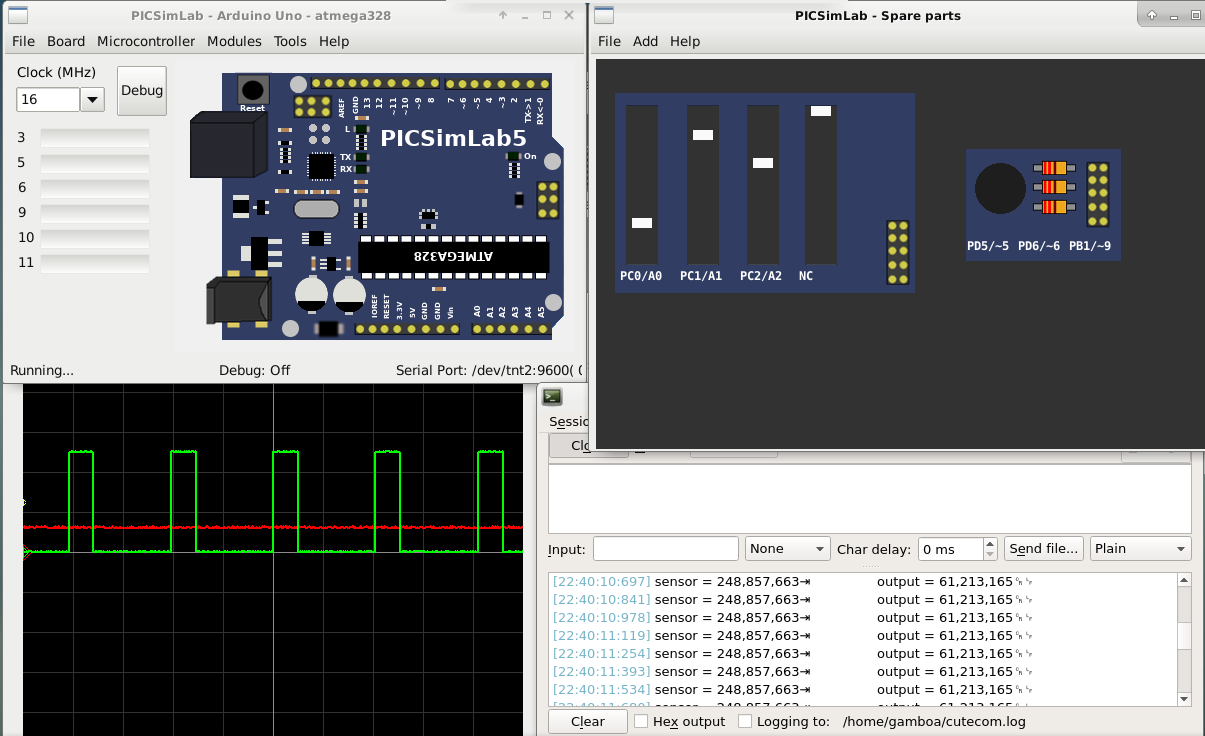 PICSimLab - Arduino Uno - atmega328
File Board Microcontroller Modules Tools Help
Clock (MHz)
16
Debug
3
5
6
9
10
11
Reset
AREF
GND
13
12
~11
~10
~9
8
7
~6
~5
4
~3
2
TX->1
RX<-0
L
PICSimLab5
TX
RX
On
ATMEGA328
IOREF
RESET
3.3V
5V
GND
GND
Vin
A0
A1
A2
A3
A4
A5
Running...
Debug: Off
Serial Port: /dev/tnt2:9600(
PICSimLab - Spare parts
File Add Help
PC0/A0 PC1/A1 PC2/A2 NC
PD5/~5 PD6/~6 PB1/~9
Input:
None
Char delay:
0 ms
Send file...
Plain
[22:40:10:697] sensor = 248,857,663⇥ output = 61,213,165␍␊
[22:40:10:841] sensor = 248,857,663⇥ output = 61,213,165␍␊
[22:40:10:978] sensor = 248,857,663⇥ output = 61,213,165␍␊
[22:40:11:119] sensor = 248,857,663⇥ output = 61,213,165␍␊
[22:40:11:254] sensor = 248,857,663⇥ output = 61,213,165␍␊
[22:40:11:393] sensor = 248,857,663⇥ output = 61,213,165␍␊
[22:40:11:534] sensor = 248,857,663⇥ output = 61,213,165␍␊
Clear
Hex output
Logging to:
/home/gamboa/cutecom.log